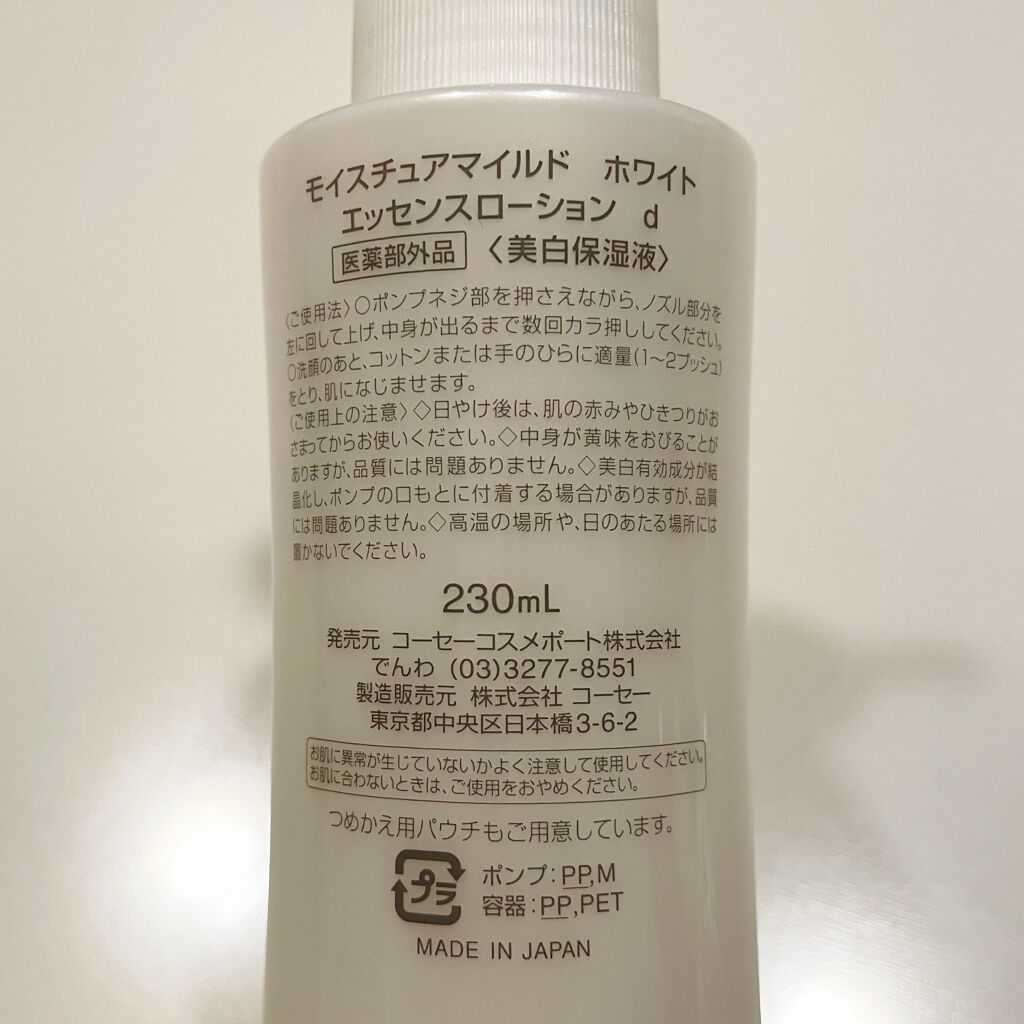 モイスチュアマイルド ホワイト
エッセンスローション d
医薬部外品 〈美白保湿液〉
〈ご使用法〉○ポンプネジ部を押さえながら、ノズル部分を
左に回して上げ、中身が出るまで数回カラ押ししてください。
○洗顔のあと、コットンまたは手のひらに適量(1〜2プッシュ)
をとり、肌になじませます。
〈ご使用上の注意〉◇日やけ後は、肌の赤みやひきつりがお
さまってからお使いください。◇中身が黄味をおびることが
ありますが、品質には問題ありません。◇美白有効成分が結
晶化し、ポンプの口もとに付着する場合がありますが、品質
には問題ありません。◇高温の場所や、日のあたる場所には
置かないでください。
230mL
発売元 コーセーコスメポート株式会社
でんわ (03)3277-8551
製造販売元 株式会社 コーセー
東京都中央区日本橋3-6-2
お肌に異常が生じていないかよく注意して使用してください。
お肌に合わないときは、ご使用をおやめください。
つめかえ用パウチもご用意しています。
プラ
ポンプ:PP,M
容器:PP,PET
MADE IN JAPAN